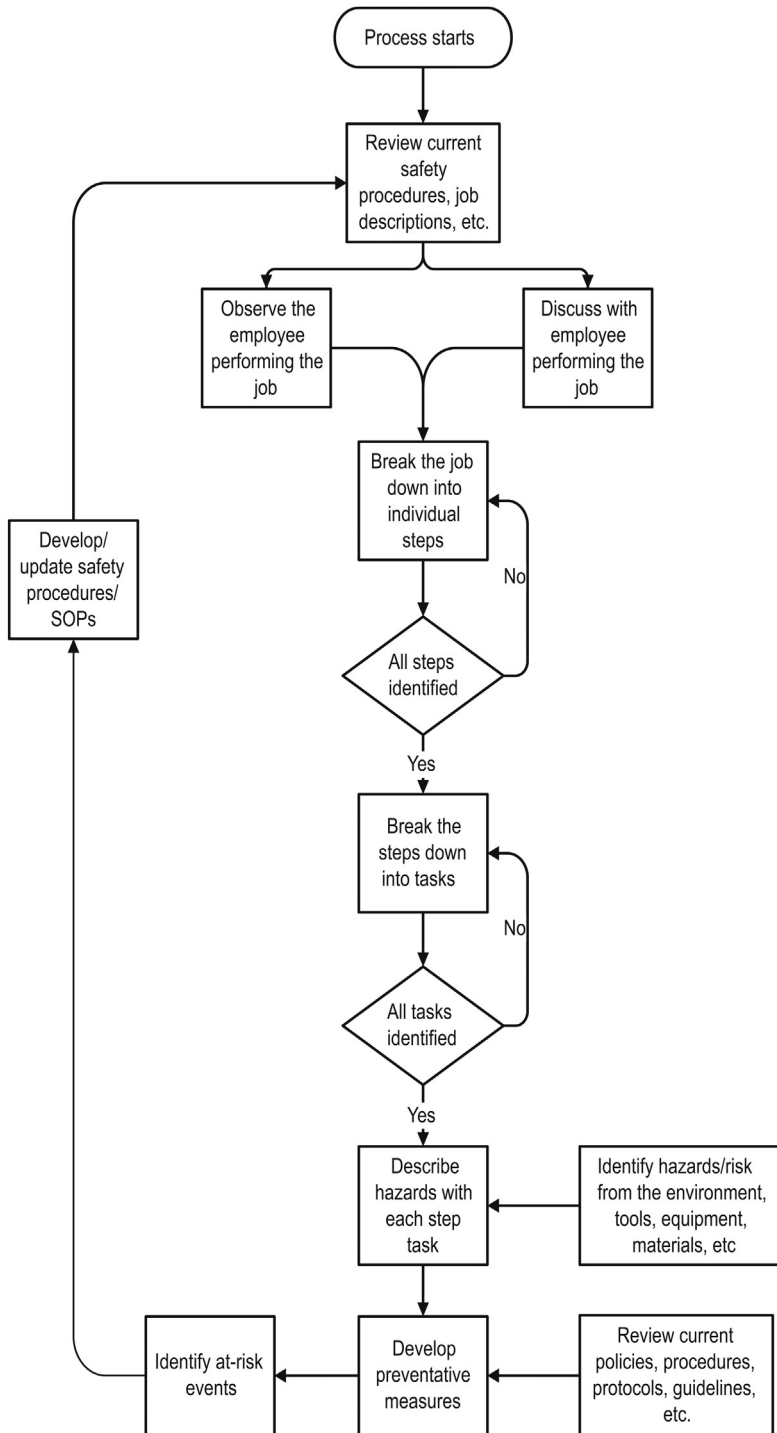 Process starts
Review current
safety
procedures, job
descriptions, etc.
Observe the
employee
performing the
job
Discuss with
employee
performing the
job
Break the job
down into
individual
steps
No
All steps
identified
Yes
Break the
steps down
into tasks
No
All tasks
identified
Yes
Describe
hazards with
each step
task
Identify hazards/risk
from the environment,
tools, equipment,
materials, etc
Develop
preventative
measures
Review current
policies, procedures,
protocols, guidelines,
etc.
Identify at-risk
events
Develop/
update safety
procedures/
SOPs